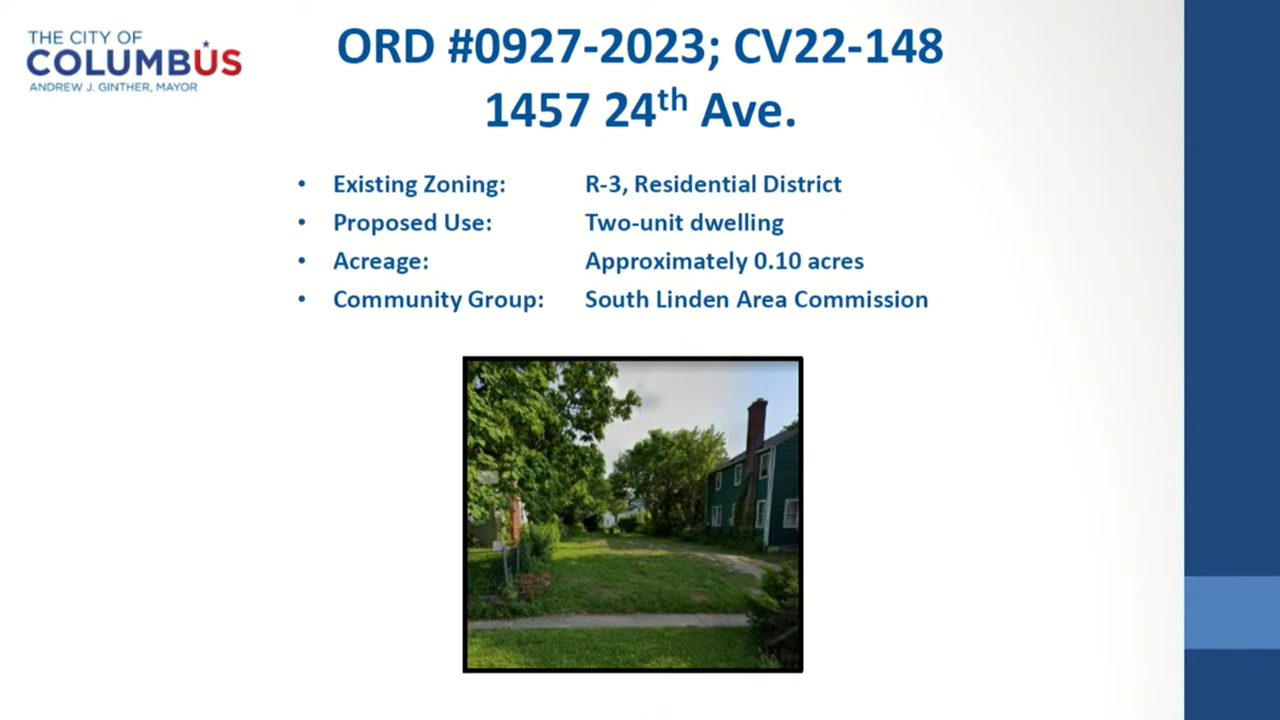 THE CITY OF
COLUMBUS
ANDREW J. GINTHER, MAYOR
ORD #0927-2023; CV22-148
1457 24th Ave.
• Existing Zoning: R-3, Residential District
• Proposed Use: Two-unit dwelling
• Acreage: Approximately 0.10 acres
• Community Group: South Linden Area Commission